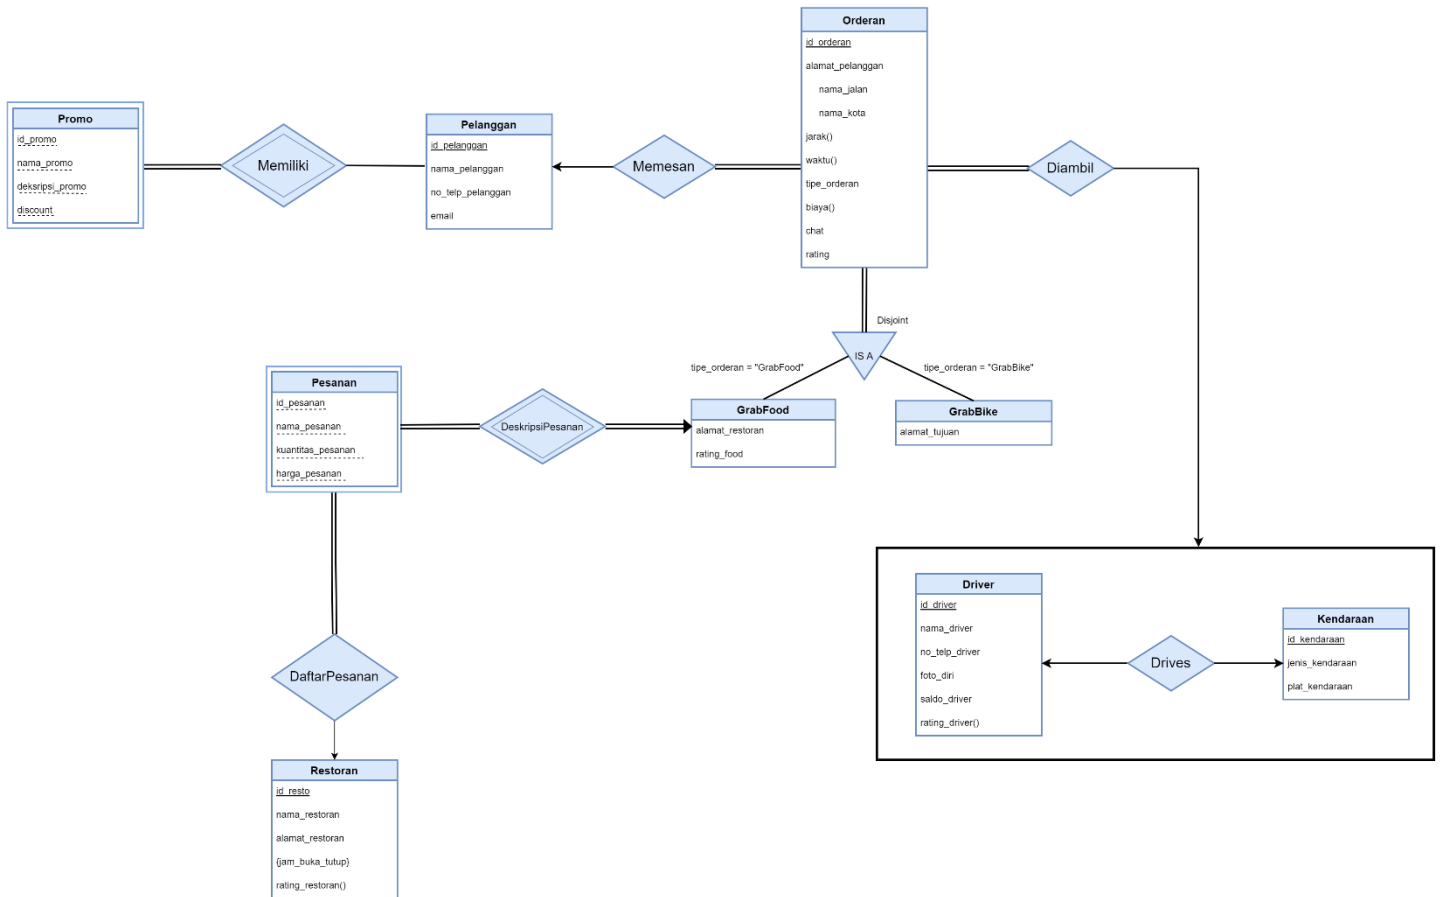 Orderan
id_orderan
alamat_pelanggan
nama_jalan
nama_kota
jarak()
waktu()
tipe_orderan
biaya()
chat
rating
Promo
id_promo
nama_promo
deksripsi_promo
discount
Memiliki
Pelanggan
id_pelanggan
nama_pelanggan
no_telp_pelanggan
email
Memesan
Diambil
Disjoint
IS A
tipe_orderan = "GrabFood"
tipe_orderan = "GrabBike"
Pesanan
id_pesanan
nama_pesanan
kuantitas_pesanan
harga_pesanan
DeskripsiPesanan
GrabFood
alamat_restoran
rating_food
GrabBike
alamat_tujuan
DaftarPesanan
Driver
id_driver
nama_driver
no_telp_driver
foto_diri
saldo_driver
rating_driver()
Drives
Kendaraan
id_kendaraan
jenis_kendaraan
plat_kendaraan
Restoran
id_resto
nama_restoran
alamat_restoran
{jam_buka_tutup}
rating_restoran()